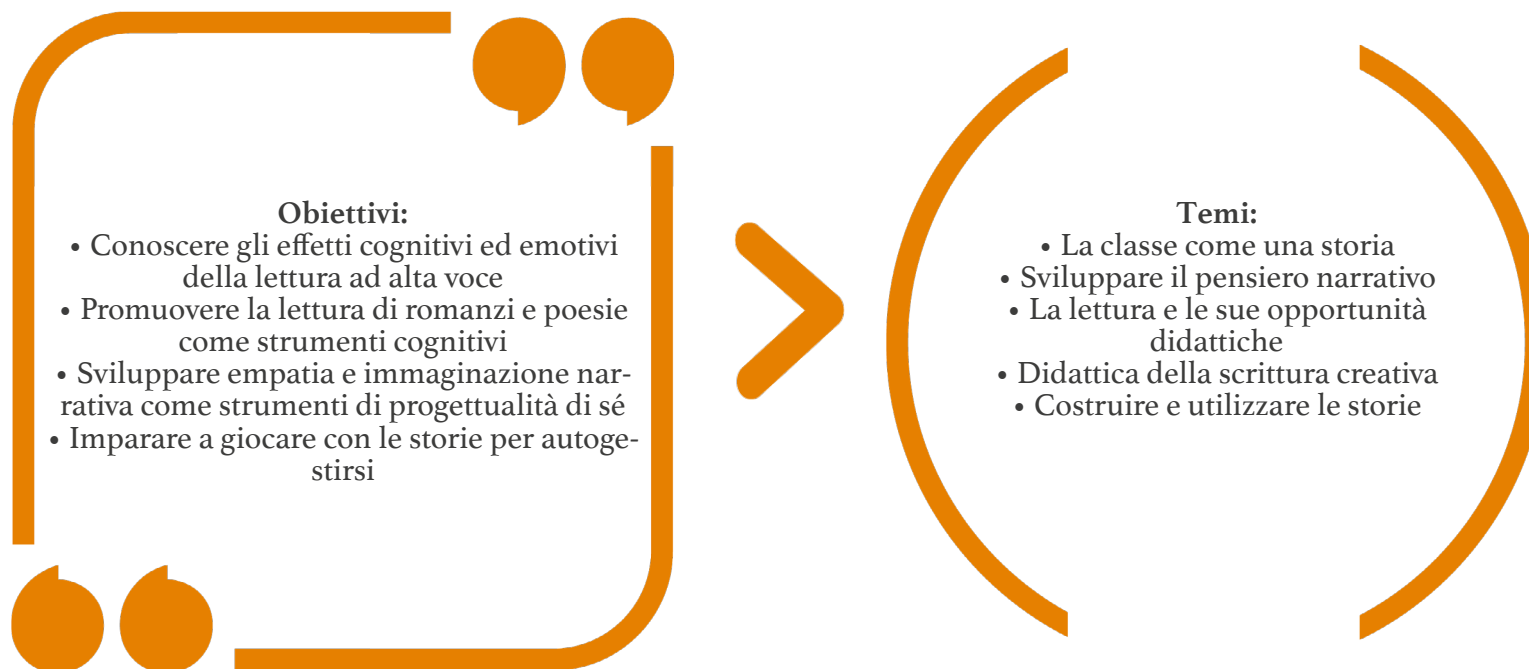 Obiettivi:
• Conoscere gli effetti cognitivi ed emotivi
della lettura ad alta voce
• Promuovere la lettura di romanzi e poesie
come strumenti cognitivi
• Sviluppare empatia e immaginazione nar-
rativa come strumenti di progettualità di sé
• Imparare a giocare con le storie per autoge-
stirsi
Temi:
• La classe come una storia
• Sviluppare il pensiero narrativo
• La lettura e le sue opportunità
didattiche
• Didattica della scrittura creativa
• Costruire e utilizzare le storie